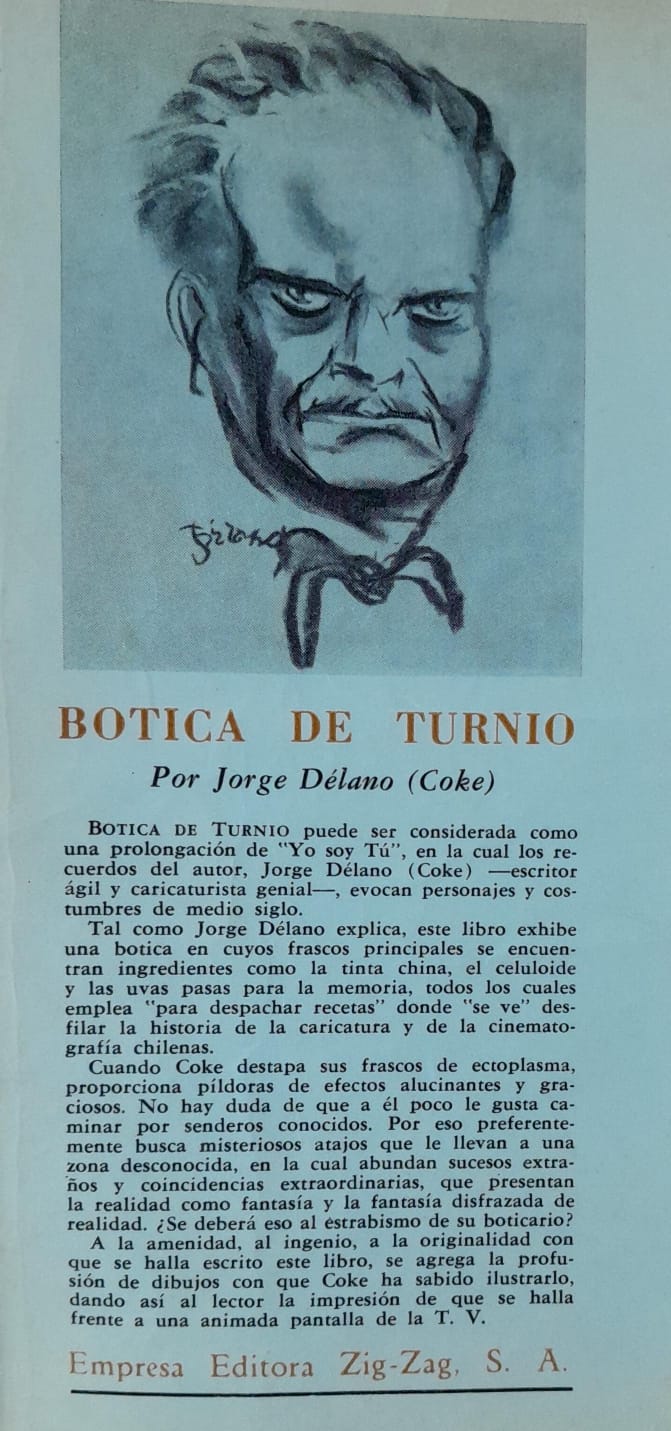 BOTICA DE TURNIO
Por Jorge Délano (Coke)
BOTICA DE TURNIO puede ser considerada como
una prolongación de "Yo soy Tú", en la cual los re-
cuerdos del autor, Jorge Délano (Coke) —escritor
ágil y caricaturista genial—, evocan personajes y cos-
tumbres de medio siglo.
Tal como Jorge Délano explica, este libro exhibe
una botica en cuyos frascos principales se encuen-
tran ingredientes como la tinta china, el celuloide
y las uvas pasas para la memoria, todos los cuales
emplea "para despachar recetas" donde "se ve" des-
filar la historia de la caricatura y de la cinemato-
grafía chilenas.
Cuando Coke destapa sus frascos de ectoplasma,
proporciona píldoras de efectos alucinantes y gra-
ciosos. No hay duda de que a él poco le gusta ca-
minar por senderos conocidos. Por eso preferente-
mente busca misteriosos atajos que le llevan a una
zona desconocida, en la cual abundan sucesos extra-
ños y coincidencias extraordinarias, que presentan
la realidad como fantasía y la fantasía disfrazada de
realidad. ¿Se deberá eso al estrabismo de su boticario?
A la amenidad, al ingenio, a la originalidad con
que se halla escrito este libro, se agrega la profu-
sión de dibujos con que Coke ha sabido ilustrarlo,
dando así al lector la impresión de que se halla
frente a una animada pantalla de la T. V.
Empresa Editora Zig-Zag, S. A.